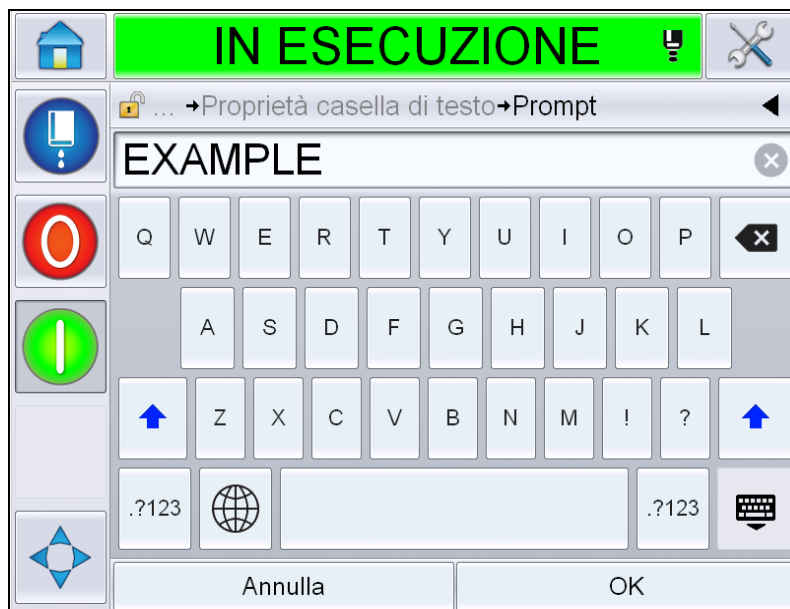 IN ESECUZIONE
... →Proprietà casella di testo→Prompt
EXAMPLE
Q W E R T Y U I O P
A S D F G H J K L
Z X C V B N M ! ?
.?123 .?123
Annulla OK